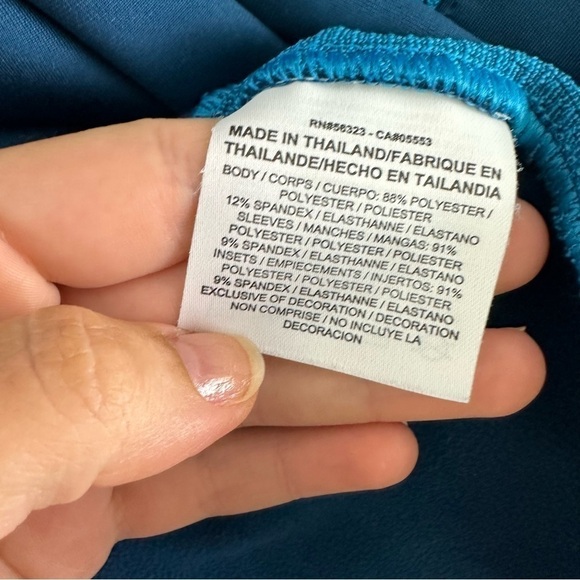 RN#56323 - CA#05553
MADE IN THAILAND/FABRIQUE EN
THAILANDE/HECHO EN TAILANDIA
BODY / CORPS / CUERPO: 88% POLYESTER /
POLYESTER / POLIESTER
12% SPANDEX / ELASTHANNE / ELASTANO
SLEEVES / MANCHES / MANGAS: 91%
POLYESTER / POLYESTER / POLIESTER
9% SPANDEX / ELASTHANNE / ELASTANO
INSETS / EMPIECEMENTS / INJERTOS: 91%
POLYESTER / POLYESTER / POLIESTER
9% SPANDEX / ELASTHANNE / ELASTANO
EXCLUSIVE OF DECORATION / DECORATION
NON COMPRISE / NO INCLUYE LA
DECORACION